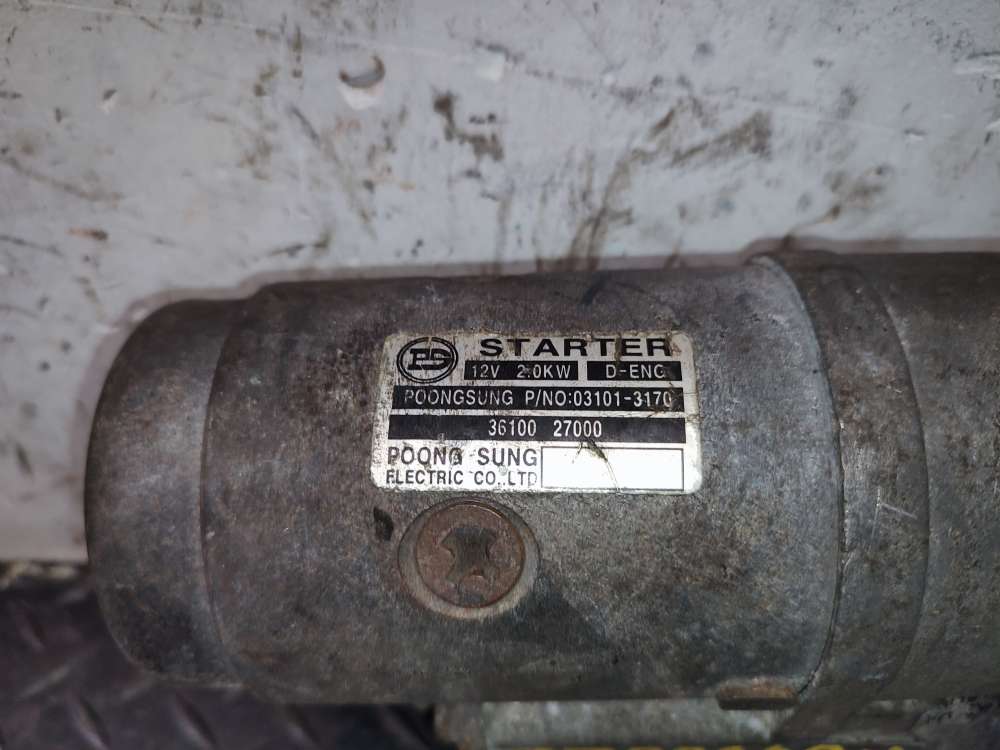 PS STARTER
12V 2.0KW D-ENG
POONGSUNG P/NO:03101-3170
36100 27000
POONG SUNG
ELECTRIC CO.,LTD